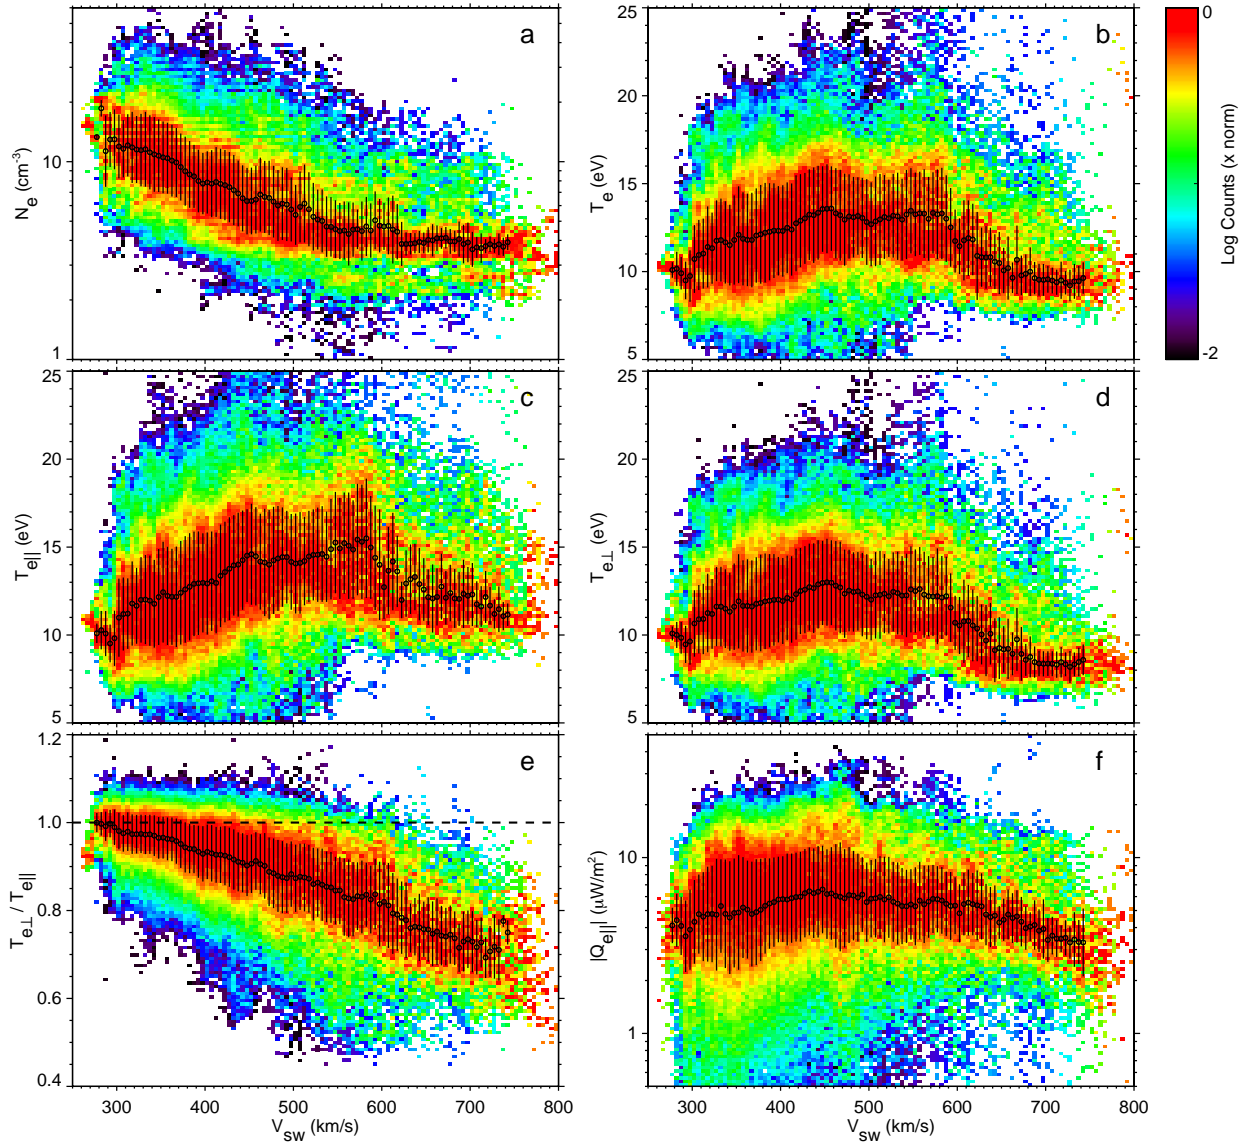 a
10
1
N_e (cm⁻³)
b
25
20
15
10
5
T_e (eV)
0
-2
Log Counts (x norm)
c
25
20
15
10
5
T_e|| (eV)
d
25
20
15
10
5
T_e⊥ (eV)
e
1.2
1.0
0.8
0.6
0.4
T_e⊥ / T_e||
300 400 500 600 700 800
V_sw (km/s)
f
10
1
|Q_e||| (μW/m²)
300 400 500 600 700 800
V_sw (km/s)